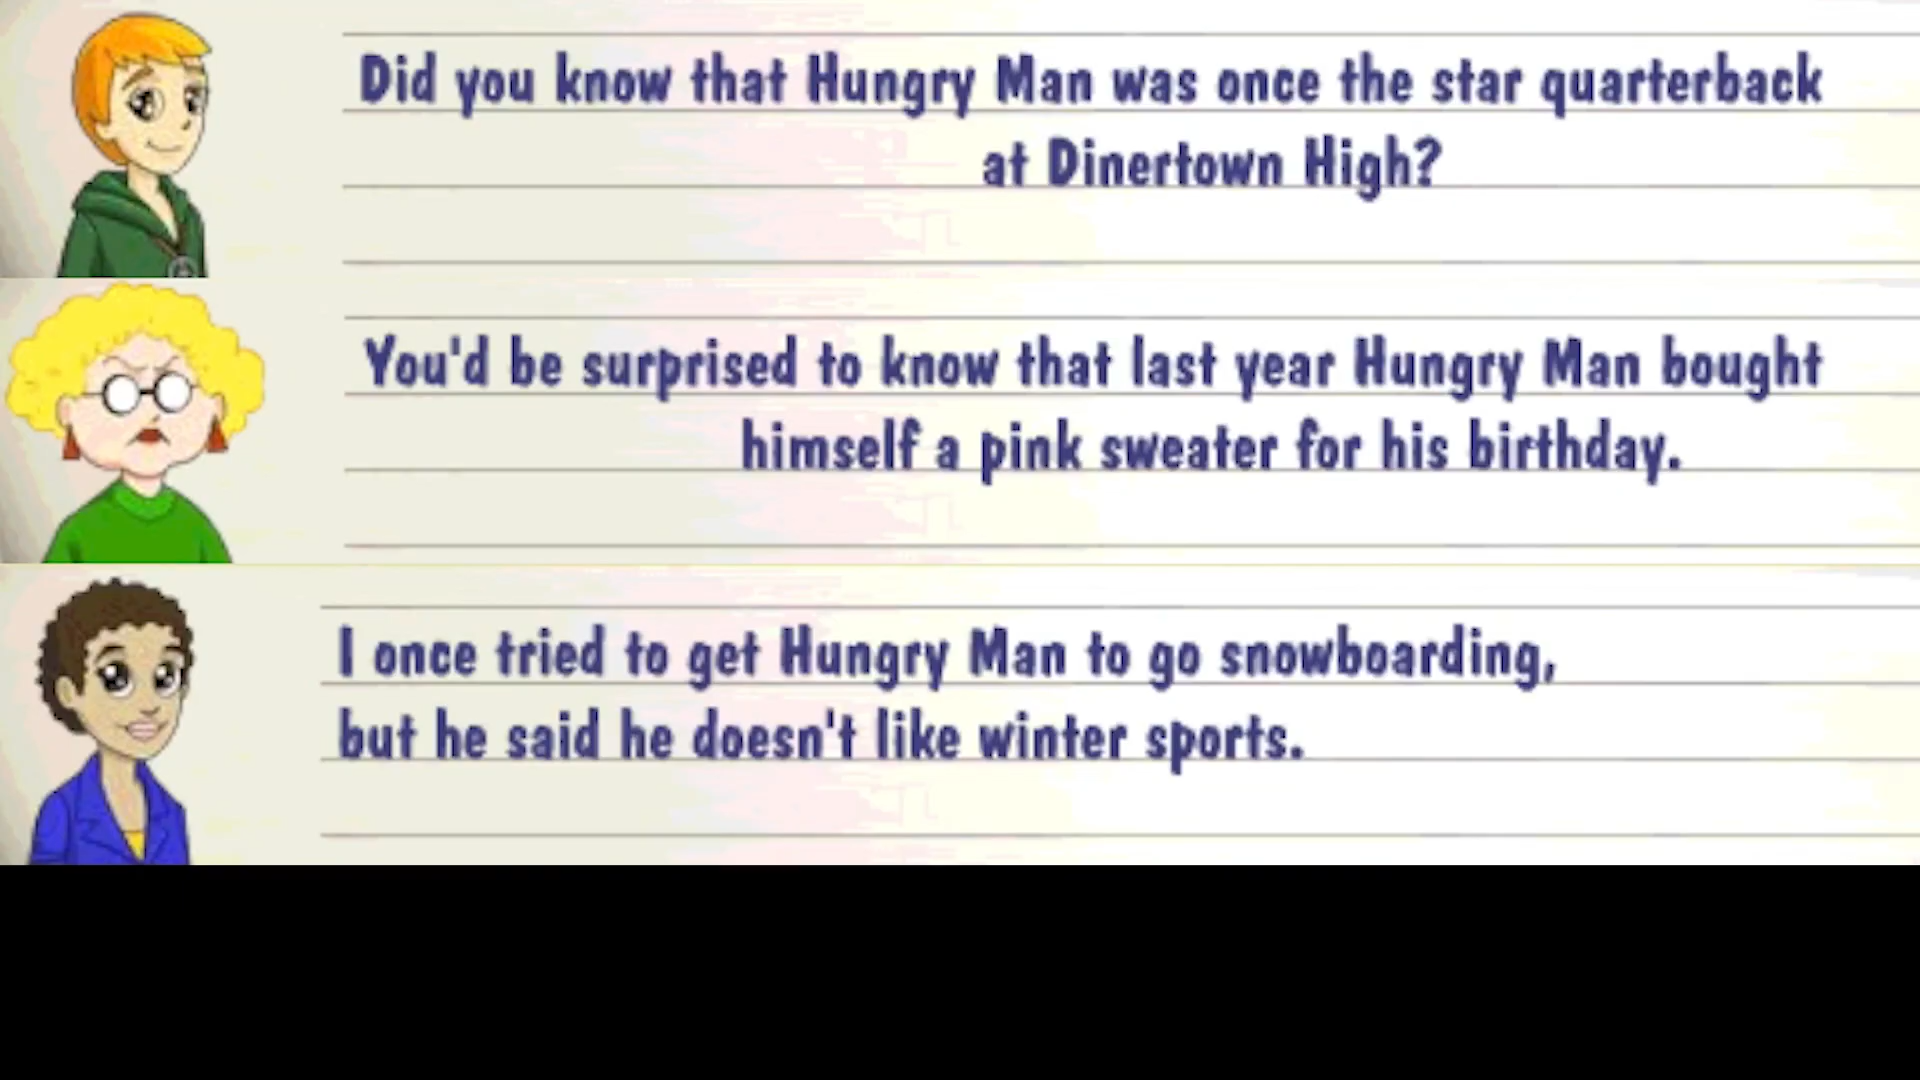 Did you know that Hungry Man was once the star quarterback
at Dinertown High?
You'd be surprised to know that last year Hungry Man bought
himself a pink sweater for his birthday.
I once tried to get Hungry Man to go snowboarding,
but he said he doesn't like winter sports.